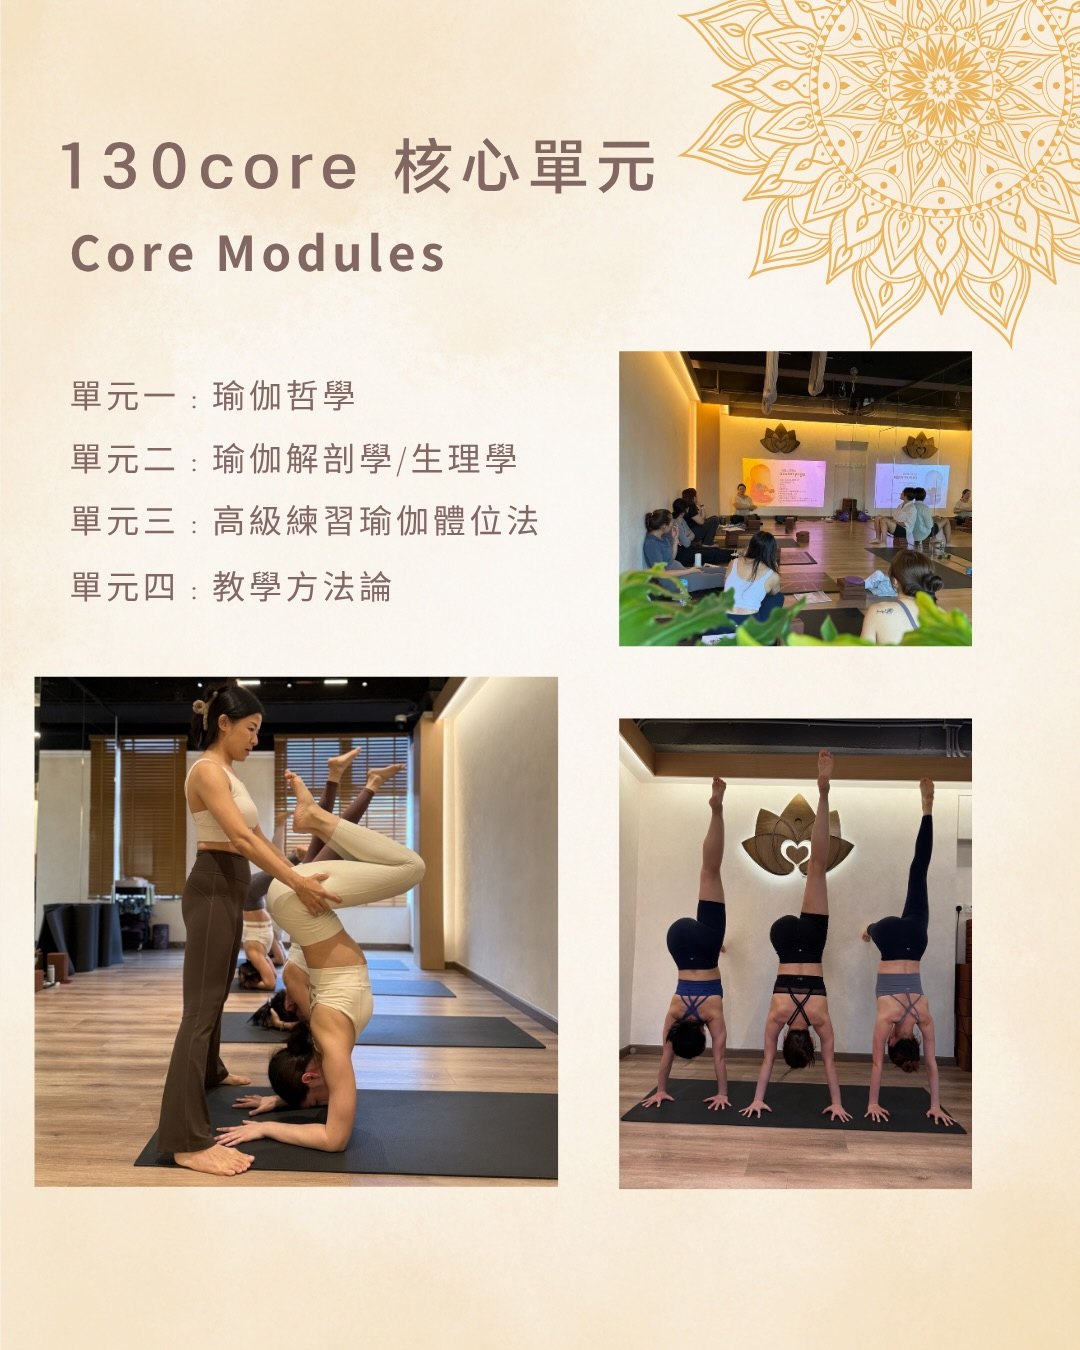 130core 核心單元
Core Modules
單元一：瑜伽哲學
單元二：瑜伽解剖學/生理學
單元三：高級練習瑜伽體位法
單元四：教學方法論